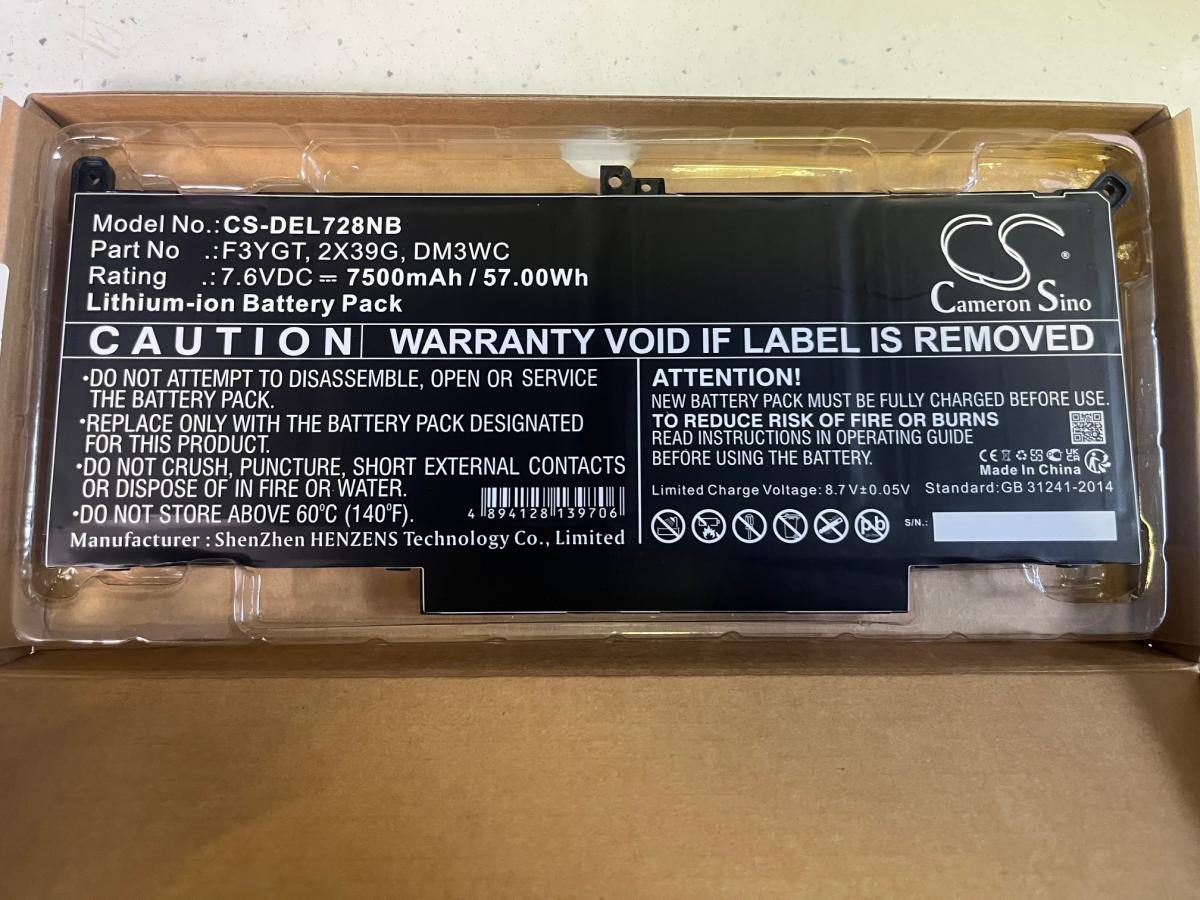 Model No.:CS-DEL728NB
Part No .:F3YGT, 2X39G, DM3WC
Rating .:7.6VDC ⎓ 7500mAh / 57.00Wh
Lithium-ion Battery Pack
CS®
Cameron Sino
CAUTION
WARRANTY VOID IF LABEL IS REMOVED
•DO NOT ATTEMPT TO DISASSEMBLE, OPEN OR SERVICE
THE BATTERY PACK.
•REPLACE ONLY WITH THE BATTERY PACK DESIGNATED
FOR THIS PRODUCT.
•DO NOT CRUSH, PUNCTURE, SHORT EXTERNAL CONTACTS
OR DISPOSE OF IN FIRE OR WATER.
•DO NOT STORE ABOVE 60°C (140°F).
4 894128 139706
Manufacturer : ShenZhen HENZENS Technology Co., Limited
ATTENTION!
NEW BATTERY PACK MUST BE FULLY CHARGED BEFORE USE.
TO REDUCE RISK OF FIRE OR BURNS
READ INSTRUCTIONS IN OPERATING GUIDE
BEFORE USING THE BATTERY.
CE UKCA
Made In China
Limited Charge Voltage: 8.7V±0.05V Standard:GB 31241-2014
Pb
S/N.: